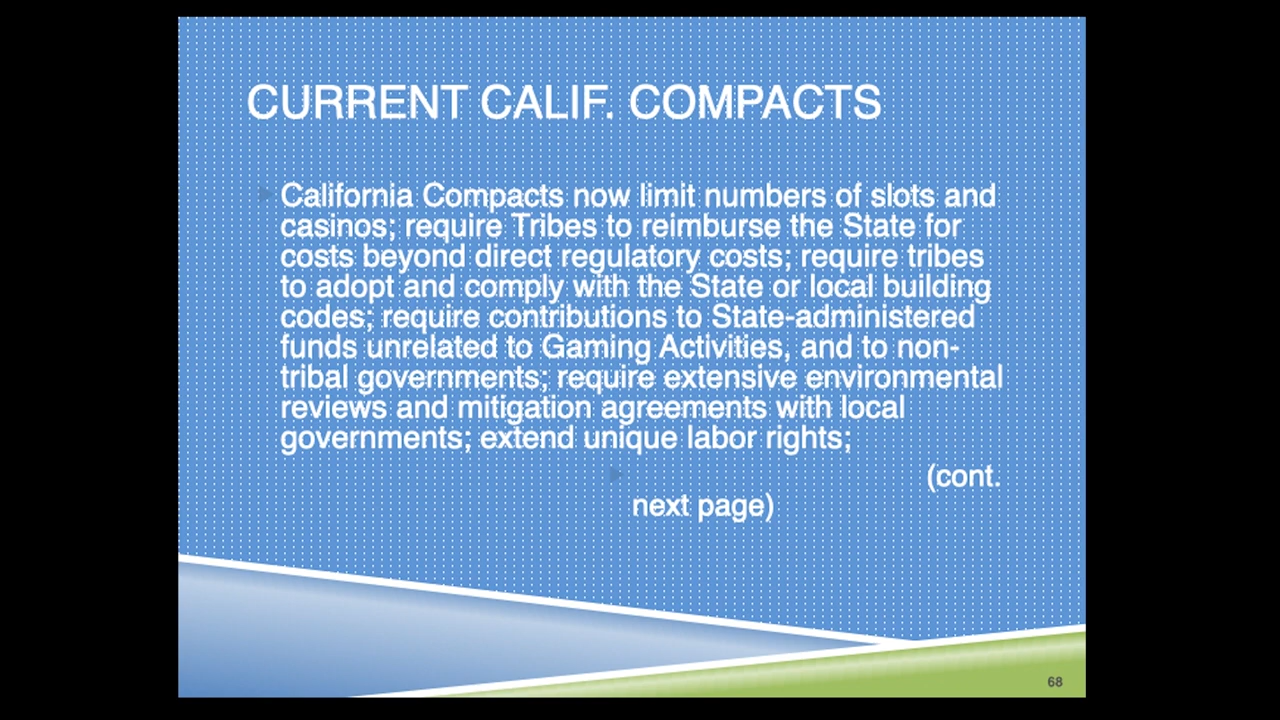 CURRENT CALIF. COMPACTS
California Compacts now limit numbers of slots and
casinos; require Tribes to reimburse the State for
costs beyond direct regulatory costs; require tribes
to adopt and comply with the State or local building
codes; require contributions to State-administered
funds unrelated to Gaming Activities, and to non-
tribal governments; require extensive environmental
reviews and mitigation agreements with local
governments; extend unique labor rights;
(cont.
next page)
68